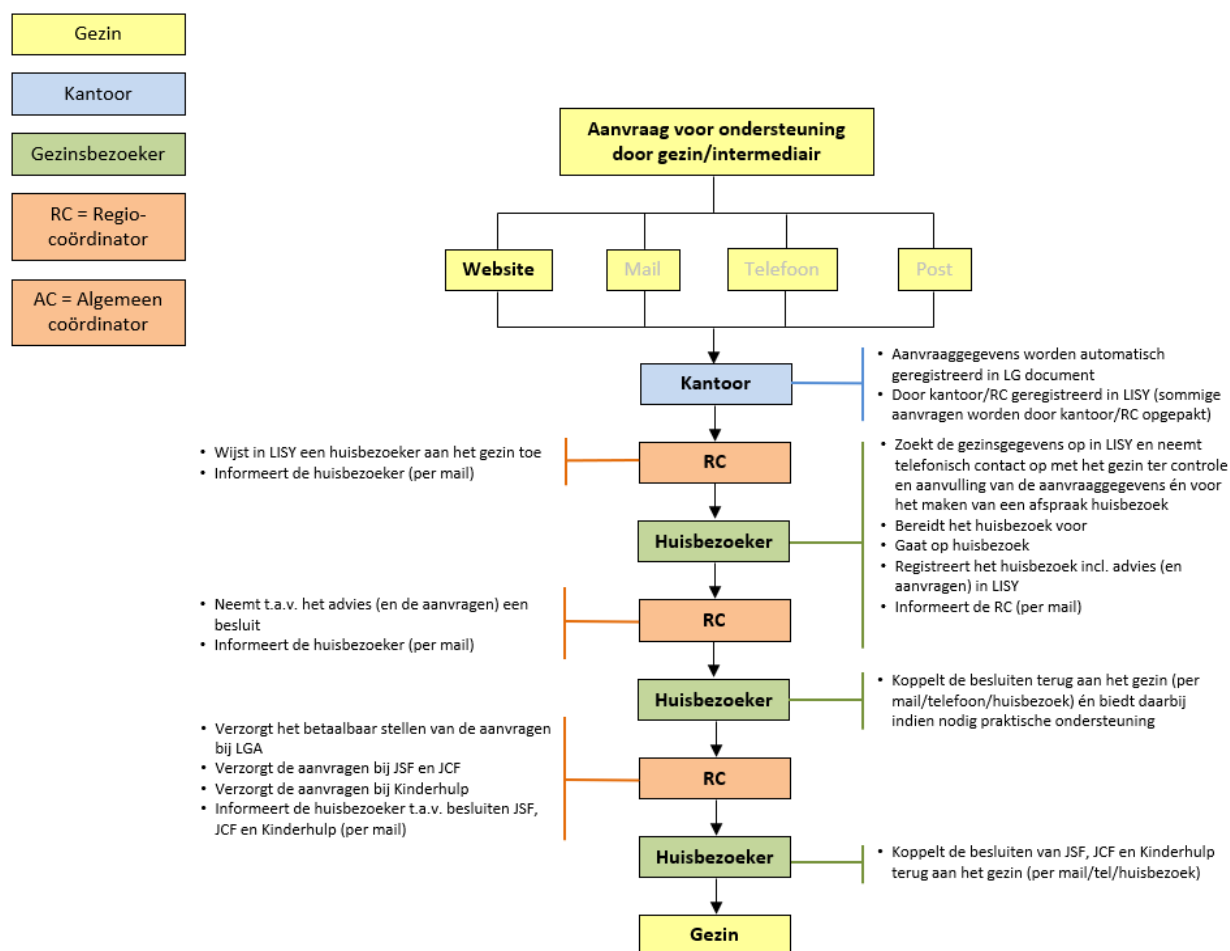 Gezin
Kantoor
Gezinsbezoeker
RC = Regio-
coördinator
AC = Algemeen
coördinator
Aanvraag voor ondersteuning
door gezin/intermediair
Website
Mail
Telefoon
Post
Kantoor
• Aanvraaggegevens worden automatisch
geregistreerd in LG document
• Door kantoor/RC geregistreerd in LISY (sommige
aanvragen worden door kantoor/RC opgepakt)
• Wijst in LISY een huisbezoeker aan het gezin toe
• Informeert de huisbezoeker (per mail)
RC
Huisbezoeker
• Zoekt de gezinsgegevens op in LISY en neemt
telefonisch contact op met het gezin ter controle
en aanvulling van de aanvraaggegevens én voor
het maken van een afspraak huisbezoek
• Bereidt het huisbezoek voor
• Gaat op huisbezoek
• Registreert het huisbezoek incl. advies (en
aanvragen) in LISY
• Informeert de RC (per mail)
• Neemt t.a.v. het advies (en de aanvragen) een
besluit
• Informeert de huisbezoeker (per mail)
RC
Huisbezoeker
• Koppelt de besluiten terug aan het gezin (per
mail/telefoon/huisbezoek) én biedt daarbij
indien nodig praktische ondersteuning
• Verzorgt het betaalbaar stellen van de aanvragen
bij LGA
• Verzorgt de aanvragen bij JSF en JCF
• Verzorgt de aanvragen bij Kinderhulp
• Informeert de huisbezoeker t.a.v. besluiten JSF,
JCF en Kinderhulp (per mail)
RC
Huisbezoeker
• Koppelt de besluiten van JSF, JCF en Kinderhulp
terug aan het gezin (per mail/tel/huisbezoek)
Gezin